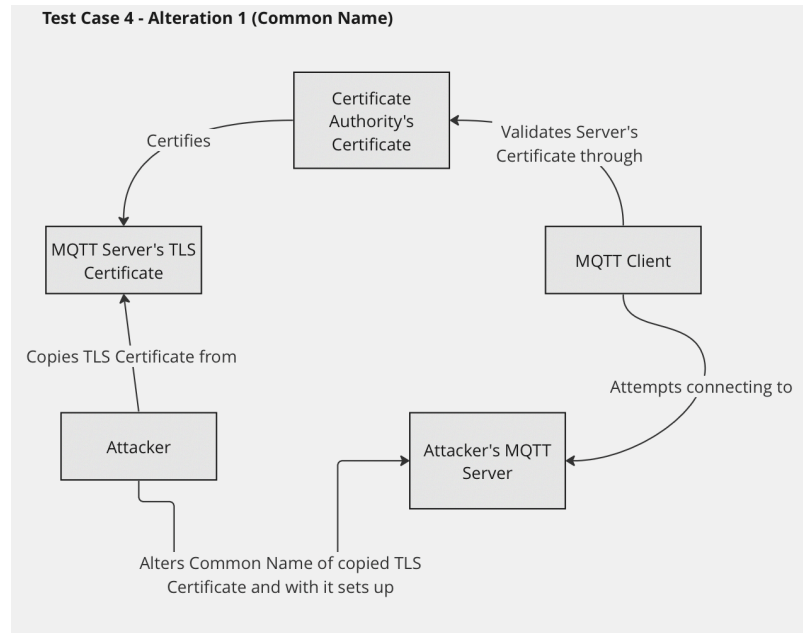 Test Case 4 - Alteration 1 (Common Name)
Certificate
Authority's
Certificate
Certifies
Validates Server's
Certificate through
MQTT Server's TLS
Certificate
MQTT Client
Copies TLS Certificate from
Attempts connecting to
Attacker
Attacker's MQTT
Server
Alters Common Name of copied TLS
Certificate and with it sets up